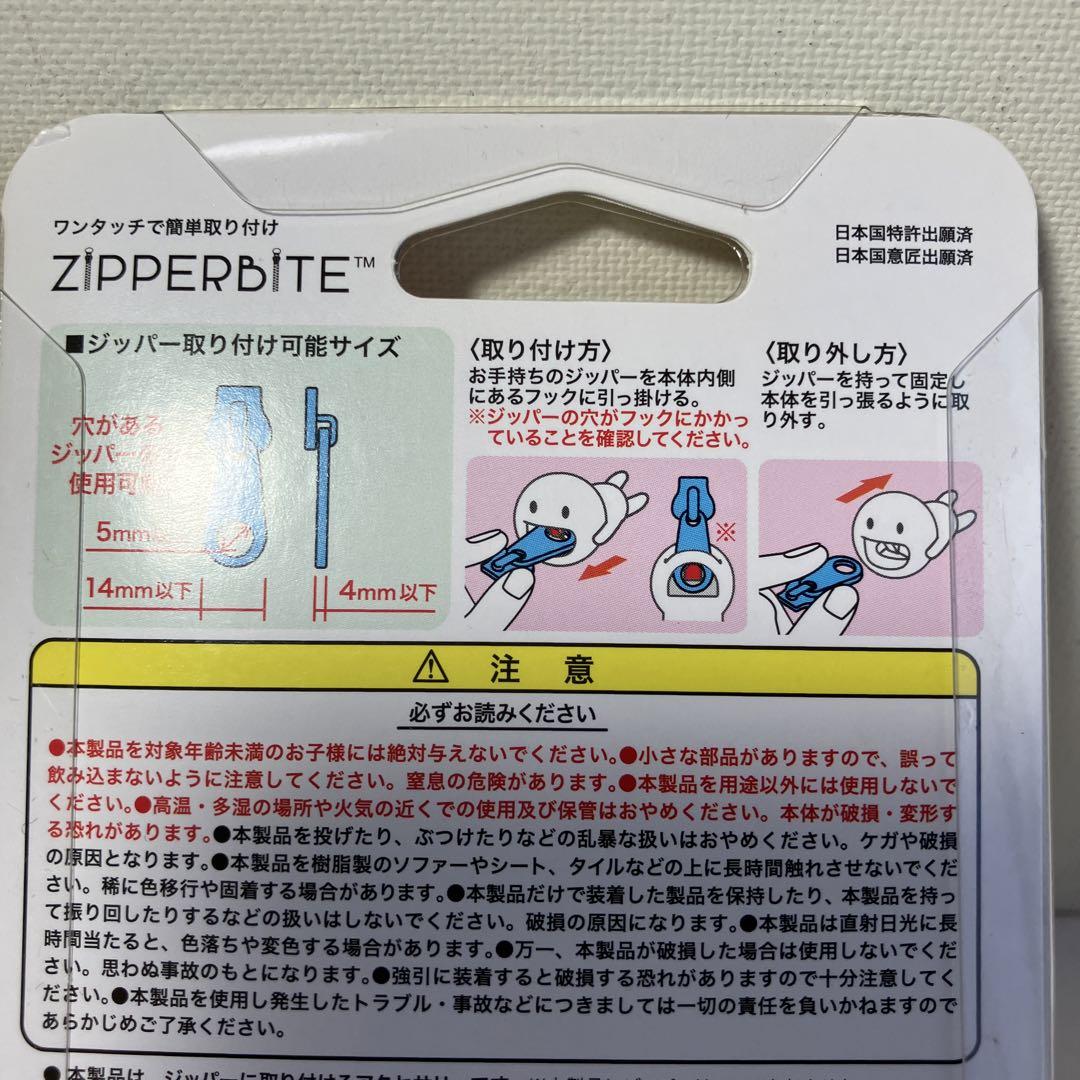 ワンタッチで簡単取り付け
ZIPPERBITE™
日本国特許出願済
日本国意匠出願済
■ジッパー取り付け可能サイズ
穴がある
ジッパー
使用可
5mm
14mm以下
4mm以下
〈取り付け方〉
お手持ちのジッパーを本体内側
にあるフックに引っ掛ける。
※ジッパーの穴がフックにかかっ
ていることを確認してください。
※
〈取り外し方〉
ジッパーを持って固定し
本体を引っ張るように取
り外す。
⚠ 注 意
必ずお読みください
●本製品を対象年齢未満のお子様には絶対与えないでください。●小さな部品がありますので、誤って
飲み込まないように注意してください。窒息の危険があります。●本製品を用途以外には使用しないで
ください。●高温・多湿の場所や火気の近くでの使用及び保管はおやめください。本体が破損・変形す
る恐れがあります。●本製品を投げたり、ぶつけたりなどの乱暴な扱いはおやめください。ケガや破損
の原因となります。●本製品を樹脂製のソファーやシート、タイルなどの上に長時間触れさせないでくだ
さい。稀に色移行や固着する場合があります。●本製品だけで装着した製品を保持したり、本製品を持っ
て振り回したりするなどの扱いはしないでください。破損の原因になります。●本製品は直射日光に長
時間当たると、色落ちや変色する場合があります。●万一、本製品が破損した場合は使用しないでくだ
さい。思わぬ事故のもとになります。●強引に装着すると破損する恐れがありますので十分注意してく
ださい。●本製品を使用し発生したトラブル・事故などにつきましては一切の責任を負いかねますので
あらかじめご了承ください。
●本製品は、ジッパーに取り付けるアクセサリーです。